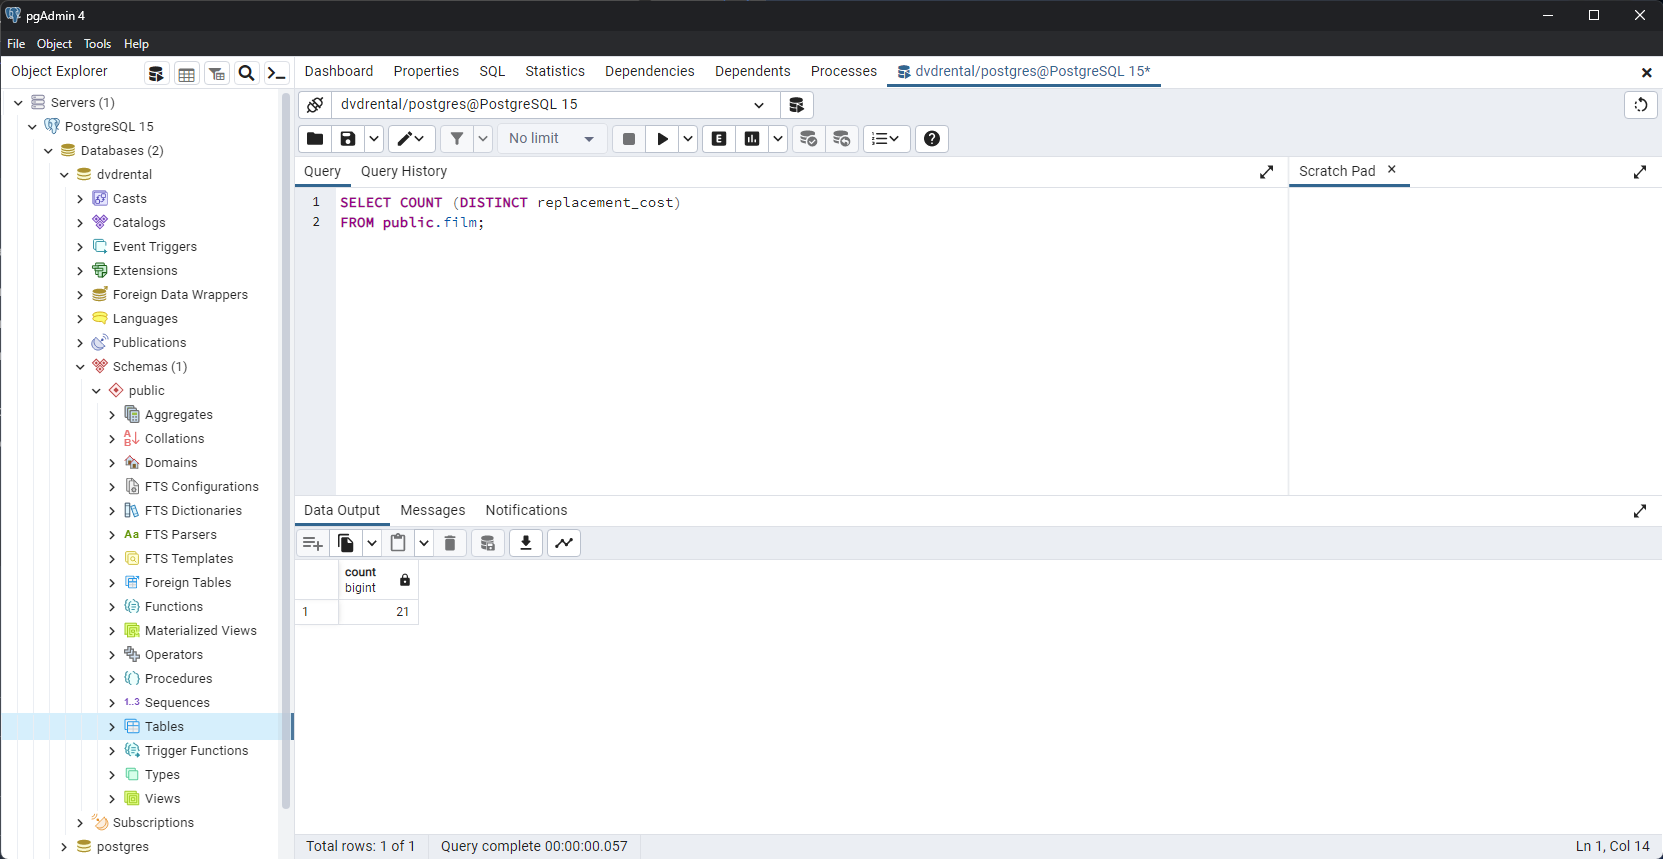 pgAdmin 4
File Object Tools Help
Object Explorer
Dashboard Properties SQL Statistics Dependencies Dependents Processes dvdrental/postgres@PostgreSQL 15*
Servers (1)
PostgreSQL 15
Databases (2)
dvdrental
Casts
Catalogs
Event Triggers
Extensions
Foreign Data Wrappers
Languages
Publications
Schemas (1)
public
Aggregates
Collations
Domains
FTS Configurations
FTS Dictionaries
Aa FTS Parsers
FTS Templates
Foreign Tables
Functions
Materialized Views
Operators
Procedures
1..3 Sequences
Tables
Trigger Functions
Types
Views
Subscriptions
postgres
dvdrental/postgres@PostgreSQL 15
No limit
E
Query Query History
Scratch Pad
1 SELECT COUNT (DISTINCT replacement_cost)
2 FROM public.film;
Data Output Messages Notifications
count
bigint
1 21
Total rows: 1 of 1 Query complete 00:00:00.057
Ln 1, Col 14